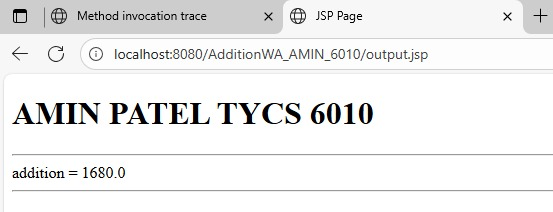 Method invocation trace
JSP Page
localhost:8080/AdditionWA_AMIN_6010/output.jsp
AMIN PATEL TYCS 6010
addition = 1680.0